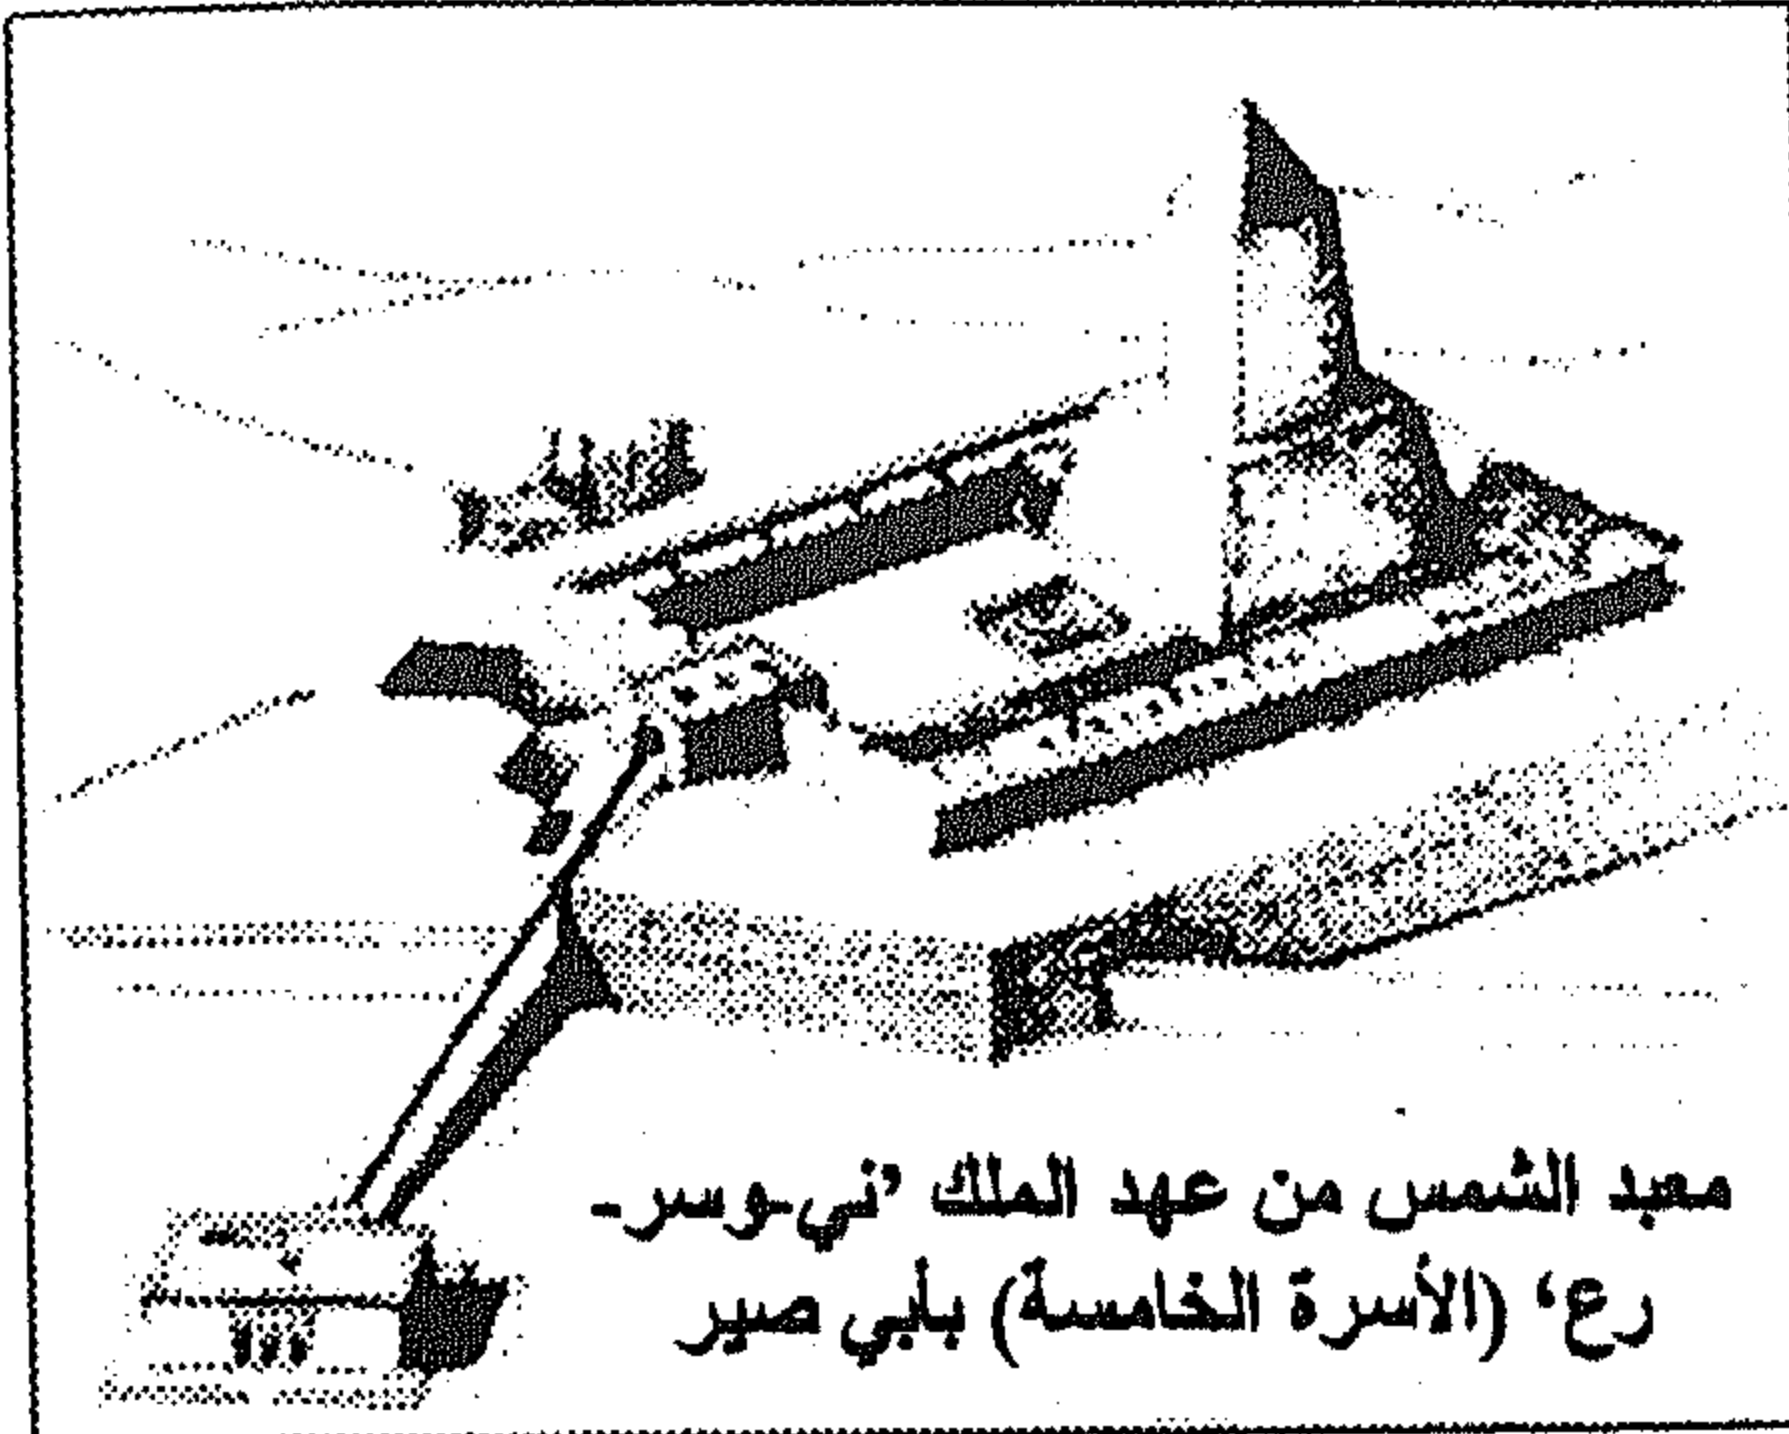 معبد الشمس من عهد الملك ’ني-وسر-
رع‘ (الأسرة الخامسة) بأبي صير